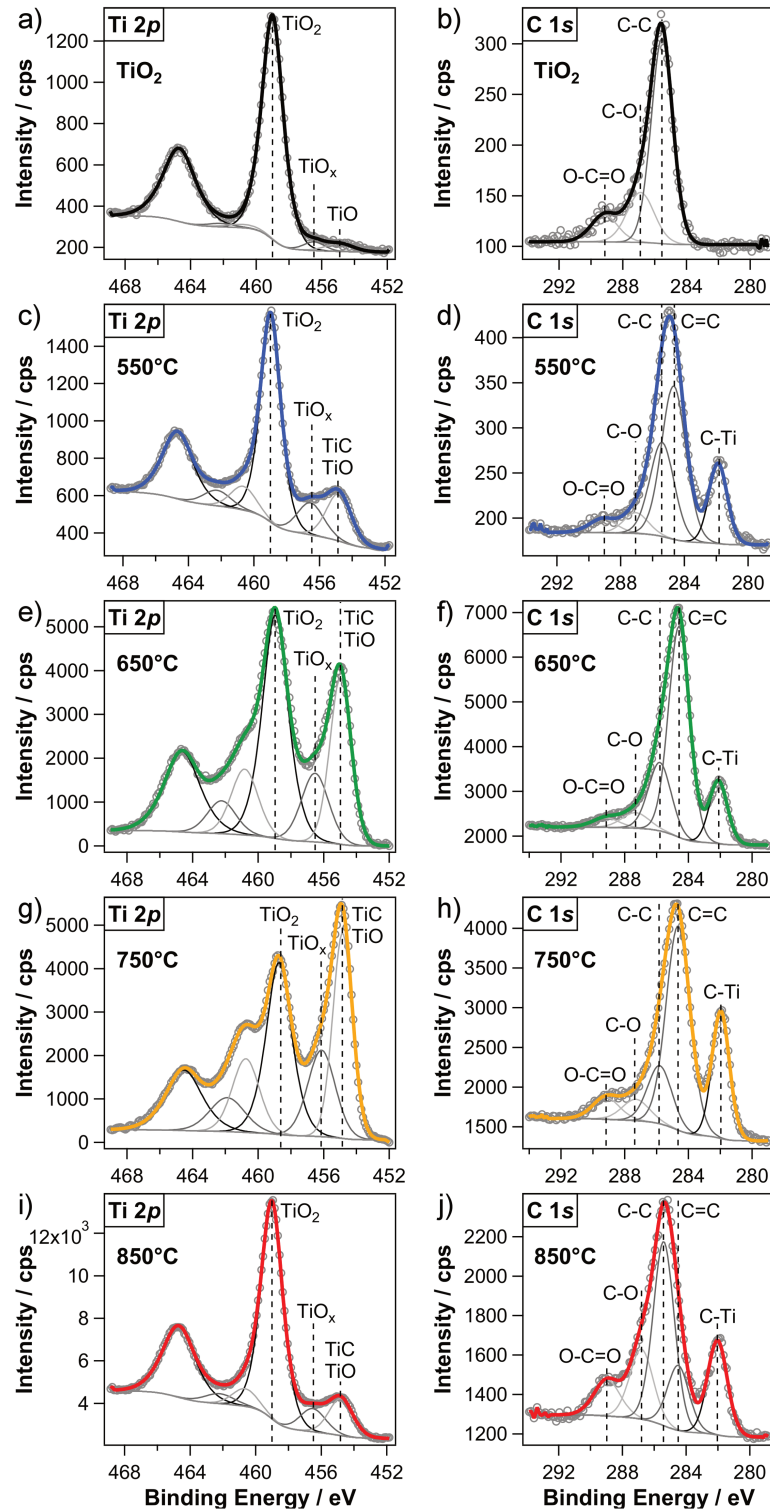 a)
Ti 2p
TiO2
TiO2
TiOx
TiO
Intensity / cps
1200
1000
800
600
400
200
468 464 460 456 452
b)
C 1s
TiO2
C-C
C-O
O-C=O
Intensity / cps
300
250
200
150
100
292 288 284 280
c)
Ti 2p
550°C
TiO2
TiOx
TiC
TiO
Intensity / cps
1400
1200
1000
800
600
400
468 464 460 456 452
d)
C 1s
550°C
C-C C=C
C-O
C-Ti
O-C=O
Intensity / cps
400
350
300
250
200
292 288 284 280
e)
Ti 2p
650°C
TiO2
TiC
TiO
TiOx
Intensity / cps
5000
4000
3000
2000
1000
0
468 464 460 456 452
f)
C 1s
650°C
C-C C=C
C-O
C-Ti
O-C=O
Intensity / cps
7000
6000
5000
4000
3000
2000
292 288 284 280
g)
Ti 2p
750°C
TiO2
TiC
TiOx
TiO
Intensity / cps
5000
4000
3000
2000
1000
0
468 464 460 456 452
h)
C 1s
750°C
C-C C=C
C-Ti
C-O
O-C=O
Intensity / cps
4000
3500
3000
2500
2000
1500
292 288 284 280
i)
Ti 2p
850°C
TiO2
TiOx
TiC
TiO
Intensity / cps
12x10³
10
8
6
4
468 464 460 456 452
Binding Energy / eV
j)
C 1s
850°C
C-C C=C
C-O
C-Ti
O-C=O
Intensity / cps
2200
2000
1800
1600
1400
1200
292 288 284 280
Binding Energy / eV